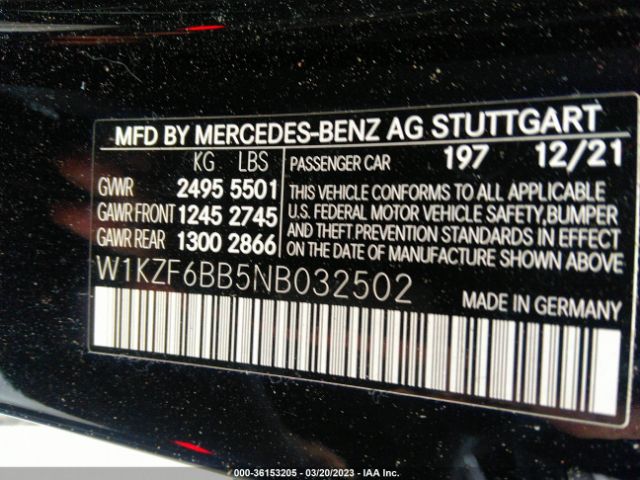 MFD BY MERCEDES-BENZ AG STUTTGART
KG LBS
GVWR 2495 5501
GAWR FRONT 1245 2745
GAWR REAR 1300 2866
PASSENGER CAR 197 12/21
THIS VEHICLE CONFORMS TO ALL APPLICABLE
U.S. FEDERAL MOTOR VEHICLE SAFETY,BUMPER
AND THEFT PREVENTION STANDARDS IN EFFECT
ON THE DATE OF MANUFACTURE SHOWN ABOVE
W1KZF6BB5NB032502
MADE IN GERMANY
000-36153205 - 03/20/2023 - IAA Inc.